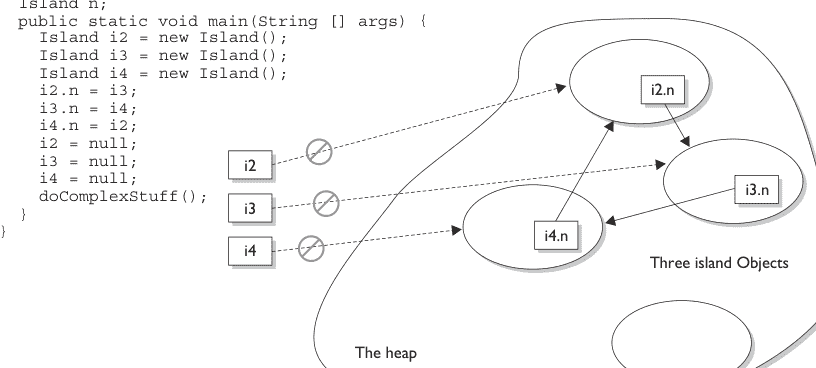 Island n;
public static void main(String [] args) {
Island i2 = new Island();
Island i3 = new Island();
Island i4 = new Island();
i2.n = i3;
i3.n = i4;
i4.n = i2;
i2 = null;
i3 = null;
i4 = null;
doComplexStuff();
}
}
i2
i3
i4
i2.n
i3.n
i4.n
Three island Objects
The heap